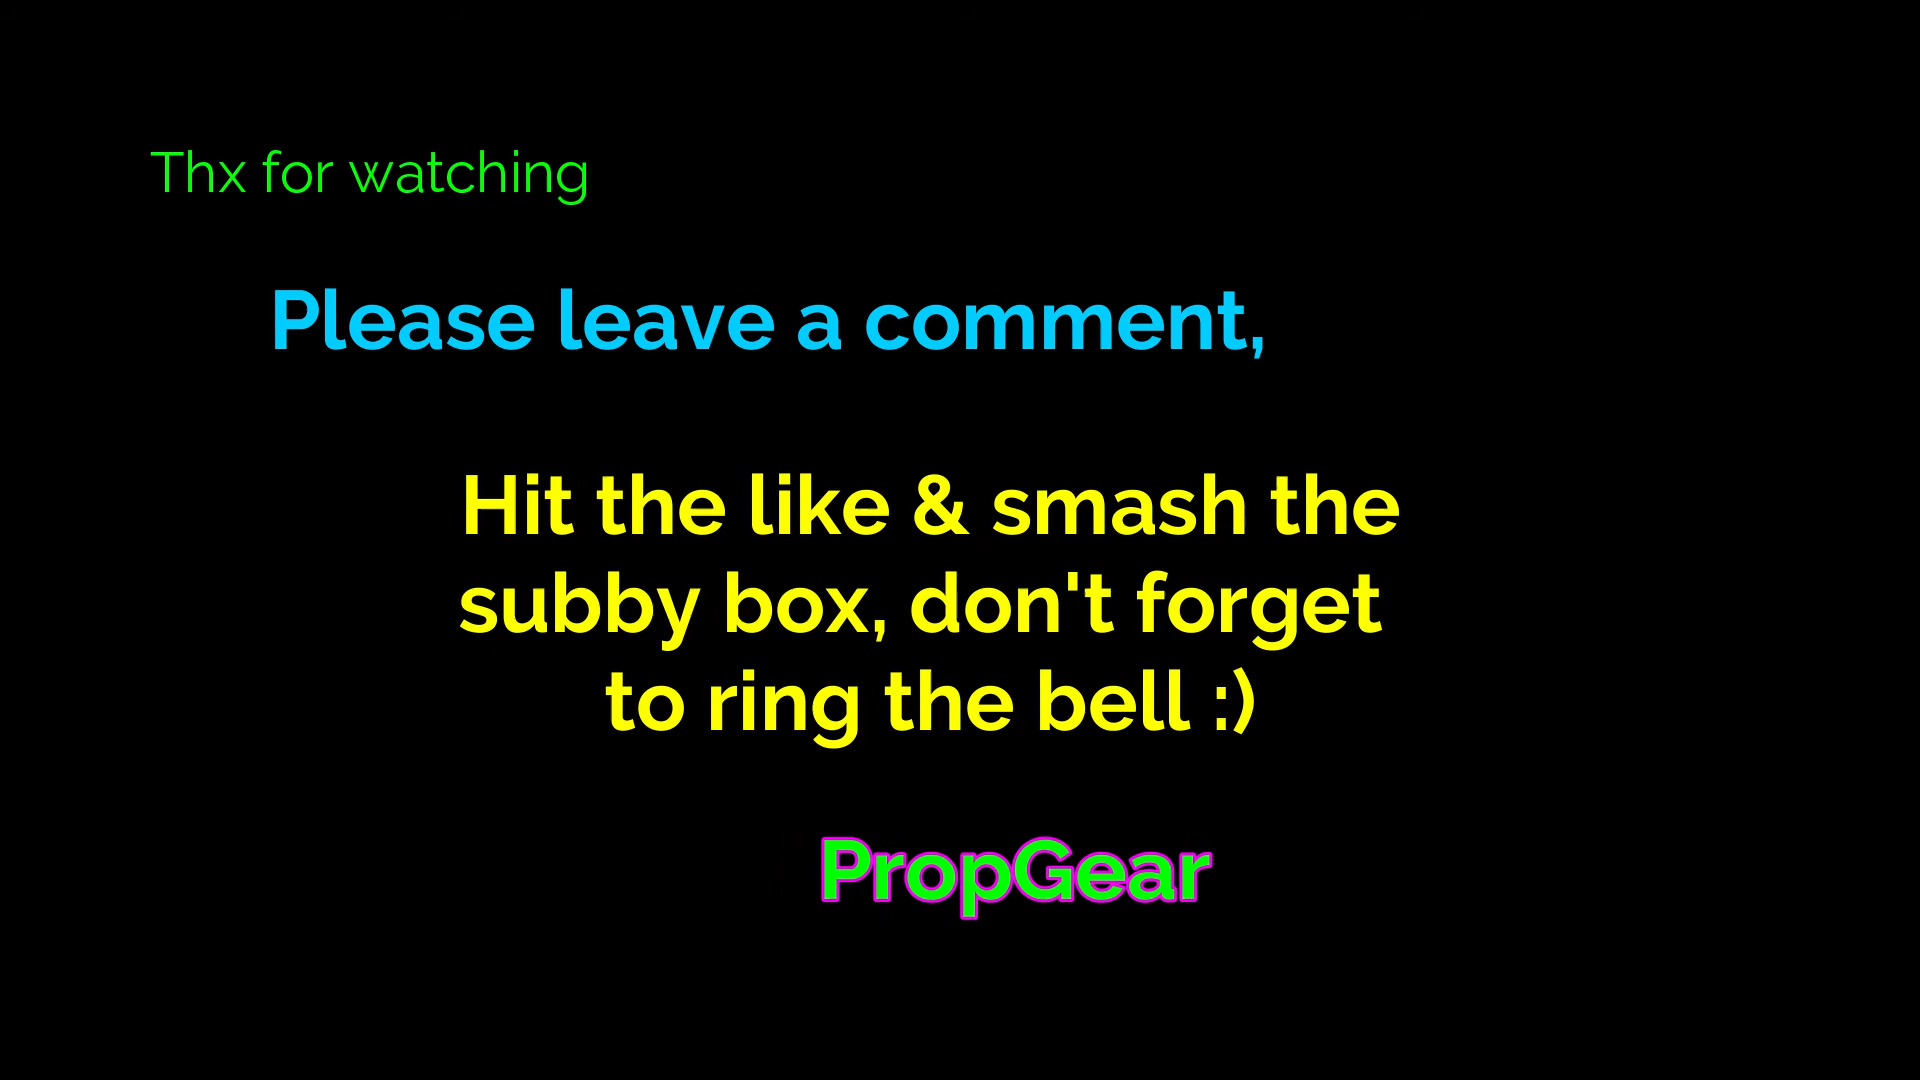 Thx for watching
Please leave a comment,
Hit the like & smash the
subby box, don't forget
to ring the bell :)
PropGear